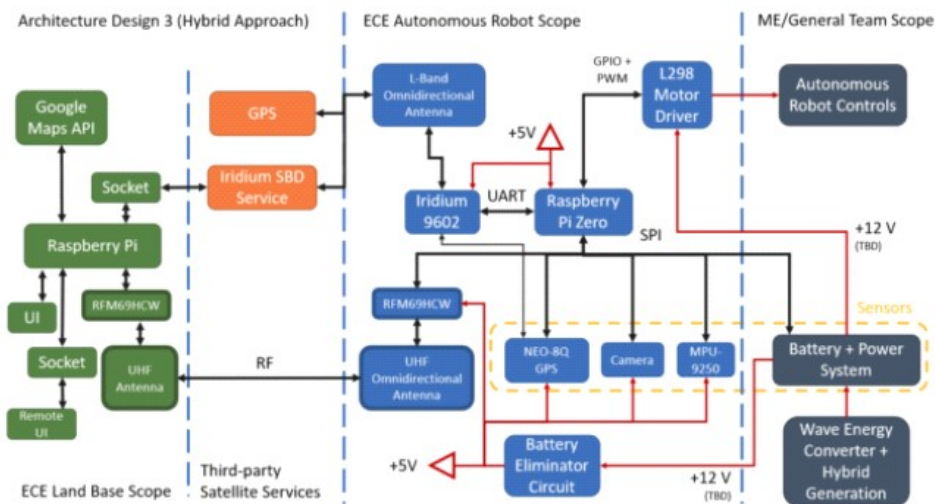 Architecture Design 3 (Hybrid Approach)
ECE Autonomous Robot Scope
ME/General Team Scope
Google
Maps API
GPS
L-Band
Omnidirectional
Antenna
GPIO +
PWM
L298
Motor
Driver
Autonomous
Robot Controls
+5V
Socket
Iridium SBD
Service
Iridium
9602
UART
Raspberry
Pi Zero
Raspberry Pi
SPI
+12 V
(TBD)
UI
RFM69HCW
RFM69HCW
Sensors
Socket
UHF
Antenna
RF
UHF
Omnidirectional
Antenna
NEO-8Q
GPS
Camera
MPU-
9250
Battery + Power
System
Remote
UI
+5V
Battery
Eliminator
Circuit
+12 V
(TBD)
Wave Energy
Converter +
Hybrid
Generation
ECE Land Base Scope
Third-party
Satellite Services